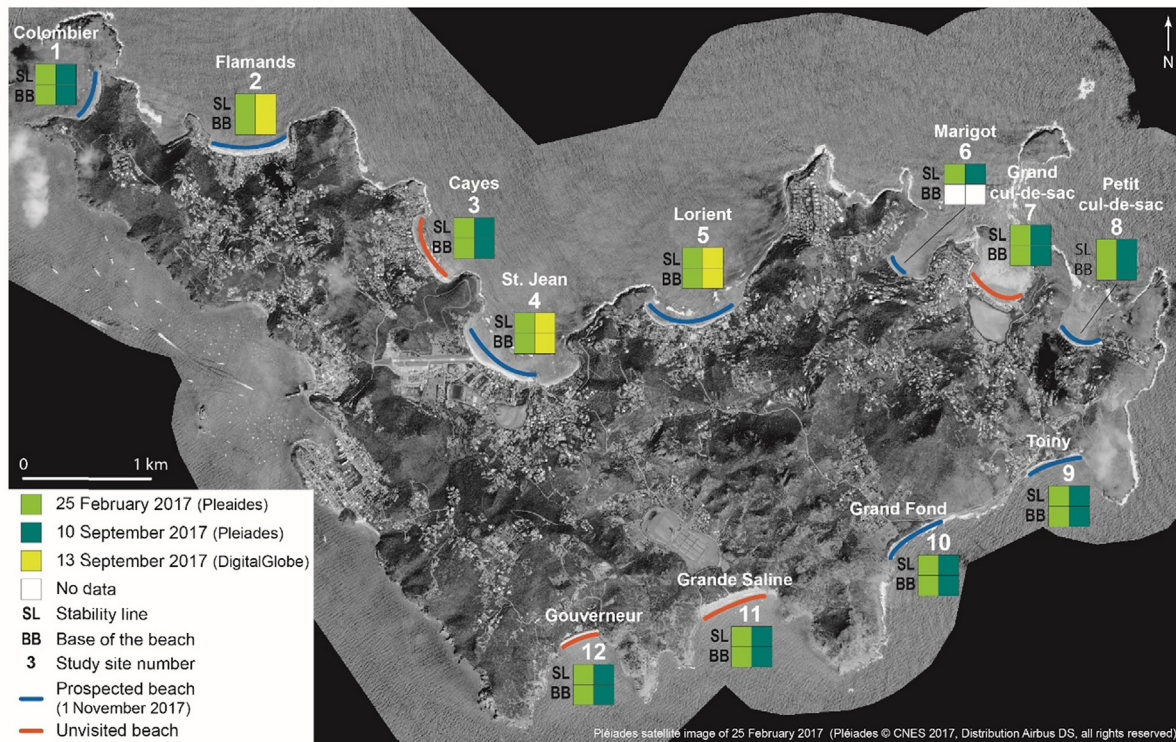 Colombier
1
SL
BB
Flamands
2
SL
BB
Cayes
3
SL
BB
St. Jean
4
SL
BB
Lorient
5
SL
BB
Marigot
6
SL
BB
Grand
cul-de-sac
7
SL
BB
Petit
cul-de-sac
8
SL
BB
Toiny
9
SL
BB
Grand Fond
10
SL
BB
Grande Saline
11
SL
BB
Gouverneur
12
SL
BB
N
0 1 km
25 February 2017 (Pleaides)
10 September 2017 (Pleiades)
13 September 2017 (DigitalGlobe)
No data
SL Stability line
BB Base of the beach
3 Study site number
Prospected beach
(1 November 2017)
Unvisited beach
Pléiades satellite image of 25 February 2017 (Pléiades © CNES 2017, Distribution Airbus DS, all rights reserved)